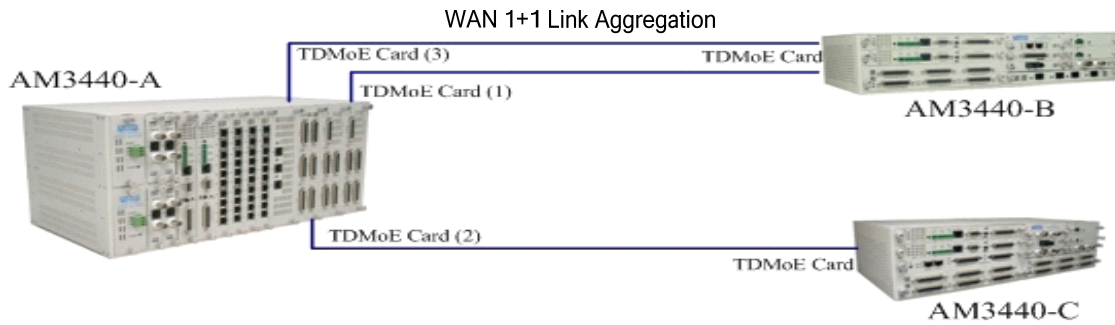 WAN 1+1 Link Aggregation
TDMoE Card (3)
TDMoE Card
AM3440-A
TDMoE Card (1)
AM3440-B
TDMoE Card (2)
TDMoE Card
AM3440-C